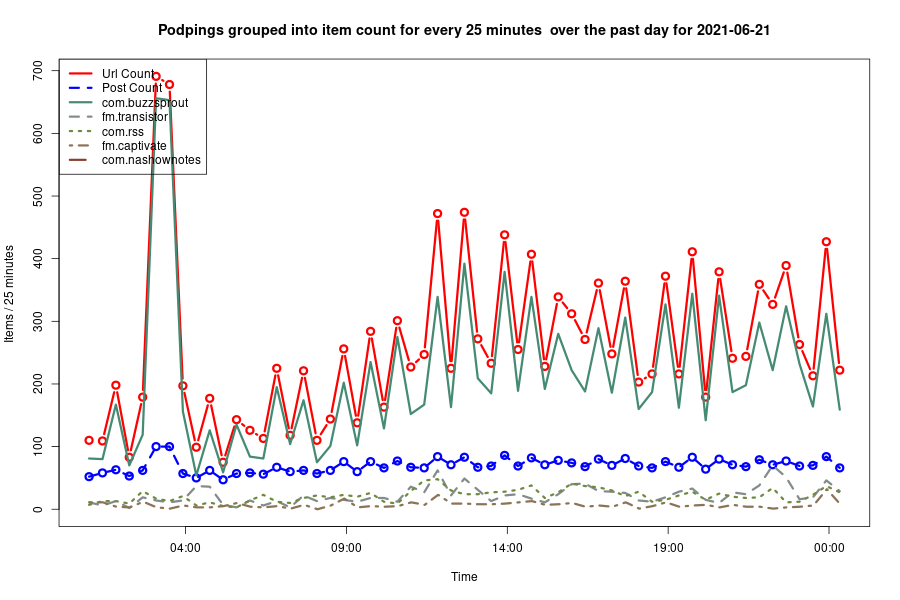 Podpings grouped into item count for every 25 minutes  over the past day for 2021-06-21
Url Count
Post Count
com.buzzsprout
fm.transistor
com.rss
fm.captivate
com.nashownotes
Items / 25 minutes
700
600
500
400
300
200
100
0
04:00 09:00 14:00 19:00 00:00
Time